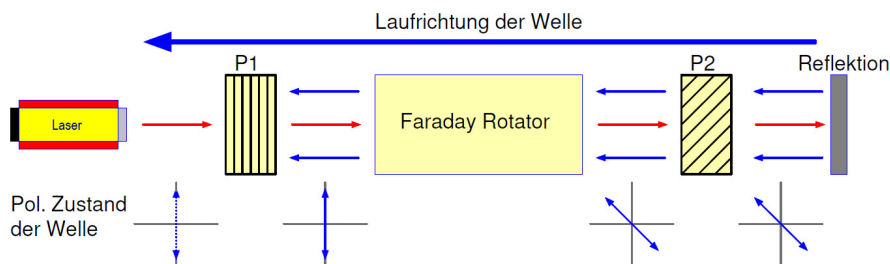 Laufrichtung der Welle
P1
P2
Reflektion
Laser
Faraday Rotator
Pol. Zustand
der Welle